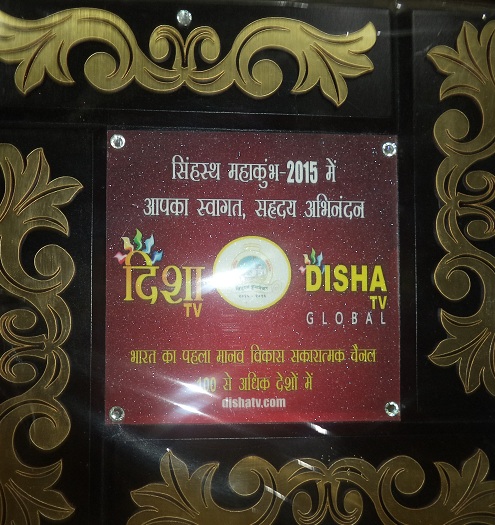 सिंहस्थ महाकुंभ-2015 में
आपका स्वागत, सहृदय अभिनंदन
दिशा
TV
DISHA
TV
GLOBAL
भारत का पहला मानव विकास सकारात्मक चैनल
100 से अधिक देशों में
dishatv.com